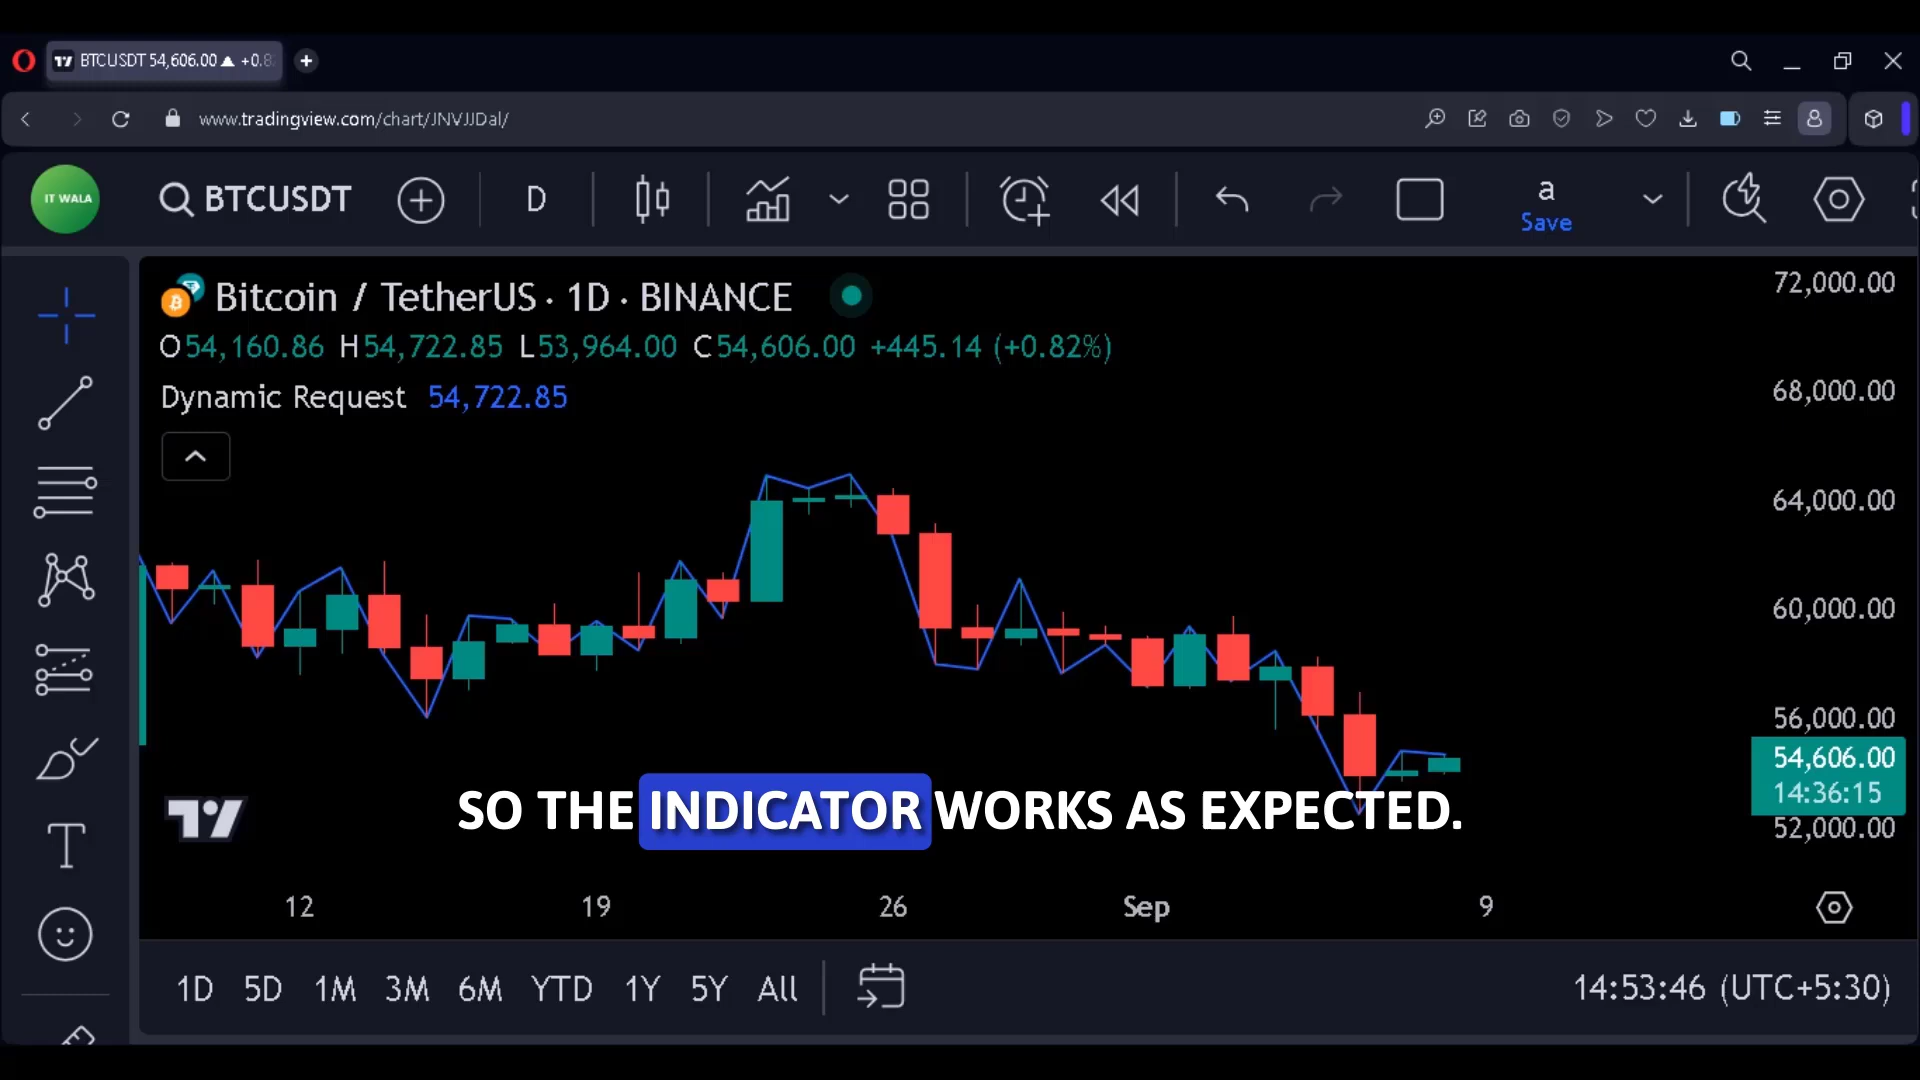 BTCUSDT 54,606.00 ▲ +0.8
www.tradingview.com/chart/JNVJJDal/
IT WALA
BTCUSDT
D
a
Save
Bitcoin / TetherUS · 1D · BINANCE
O54,160.86 H54,722.85 L53,964.00 C54,606.00 +445.14 (+0.82%)
Dynamic Request 54,722.85
72,000.00
68,000.00
64,000.00
60,000.00
56,000.00
54,606.00
14:36:15
52,000.00
SO THE INDICATOR WORKS AS EXPECTED.
12 19 26 Sep 9
1D 5D 1M 3M 6M YTD 1Y 5Y All
14:53:46 (UTC+5:30)